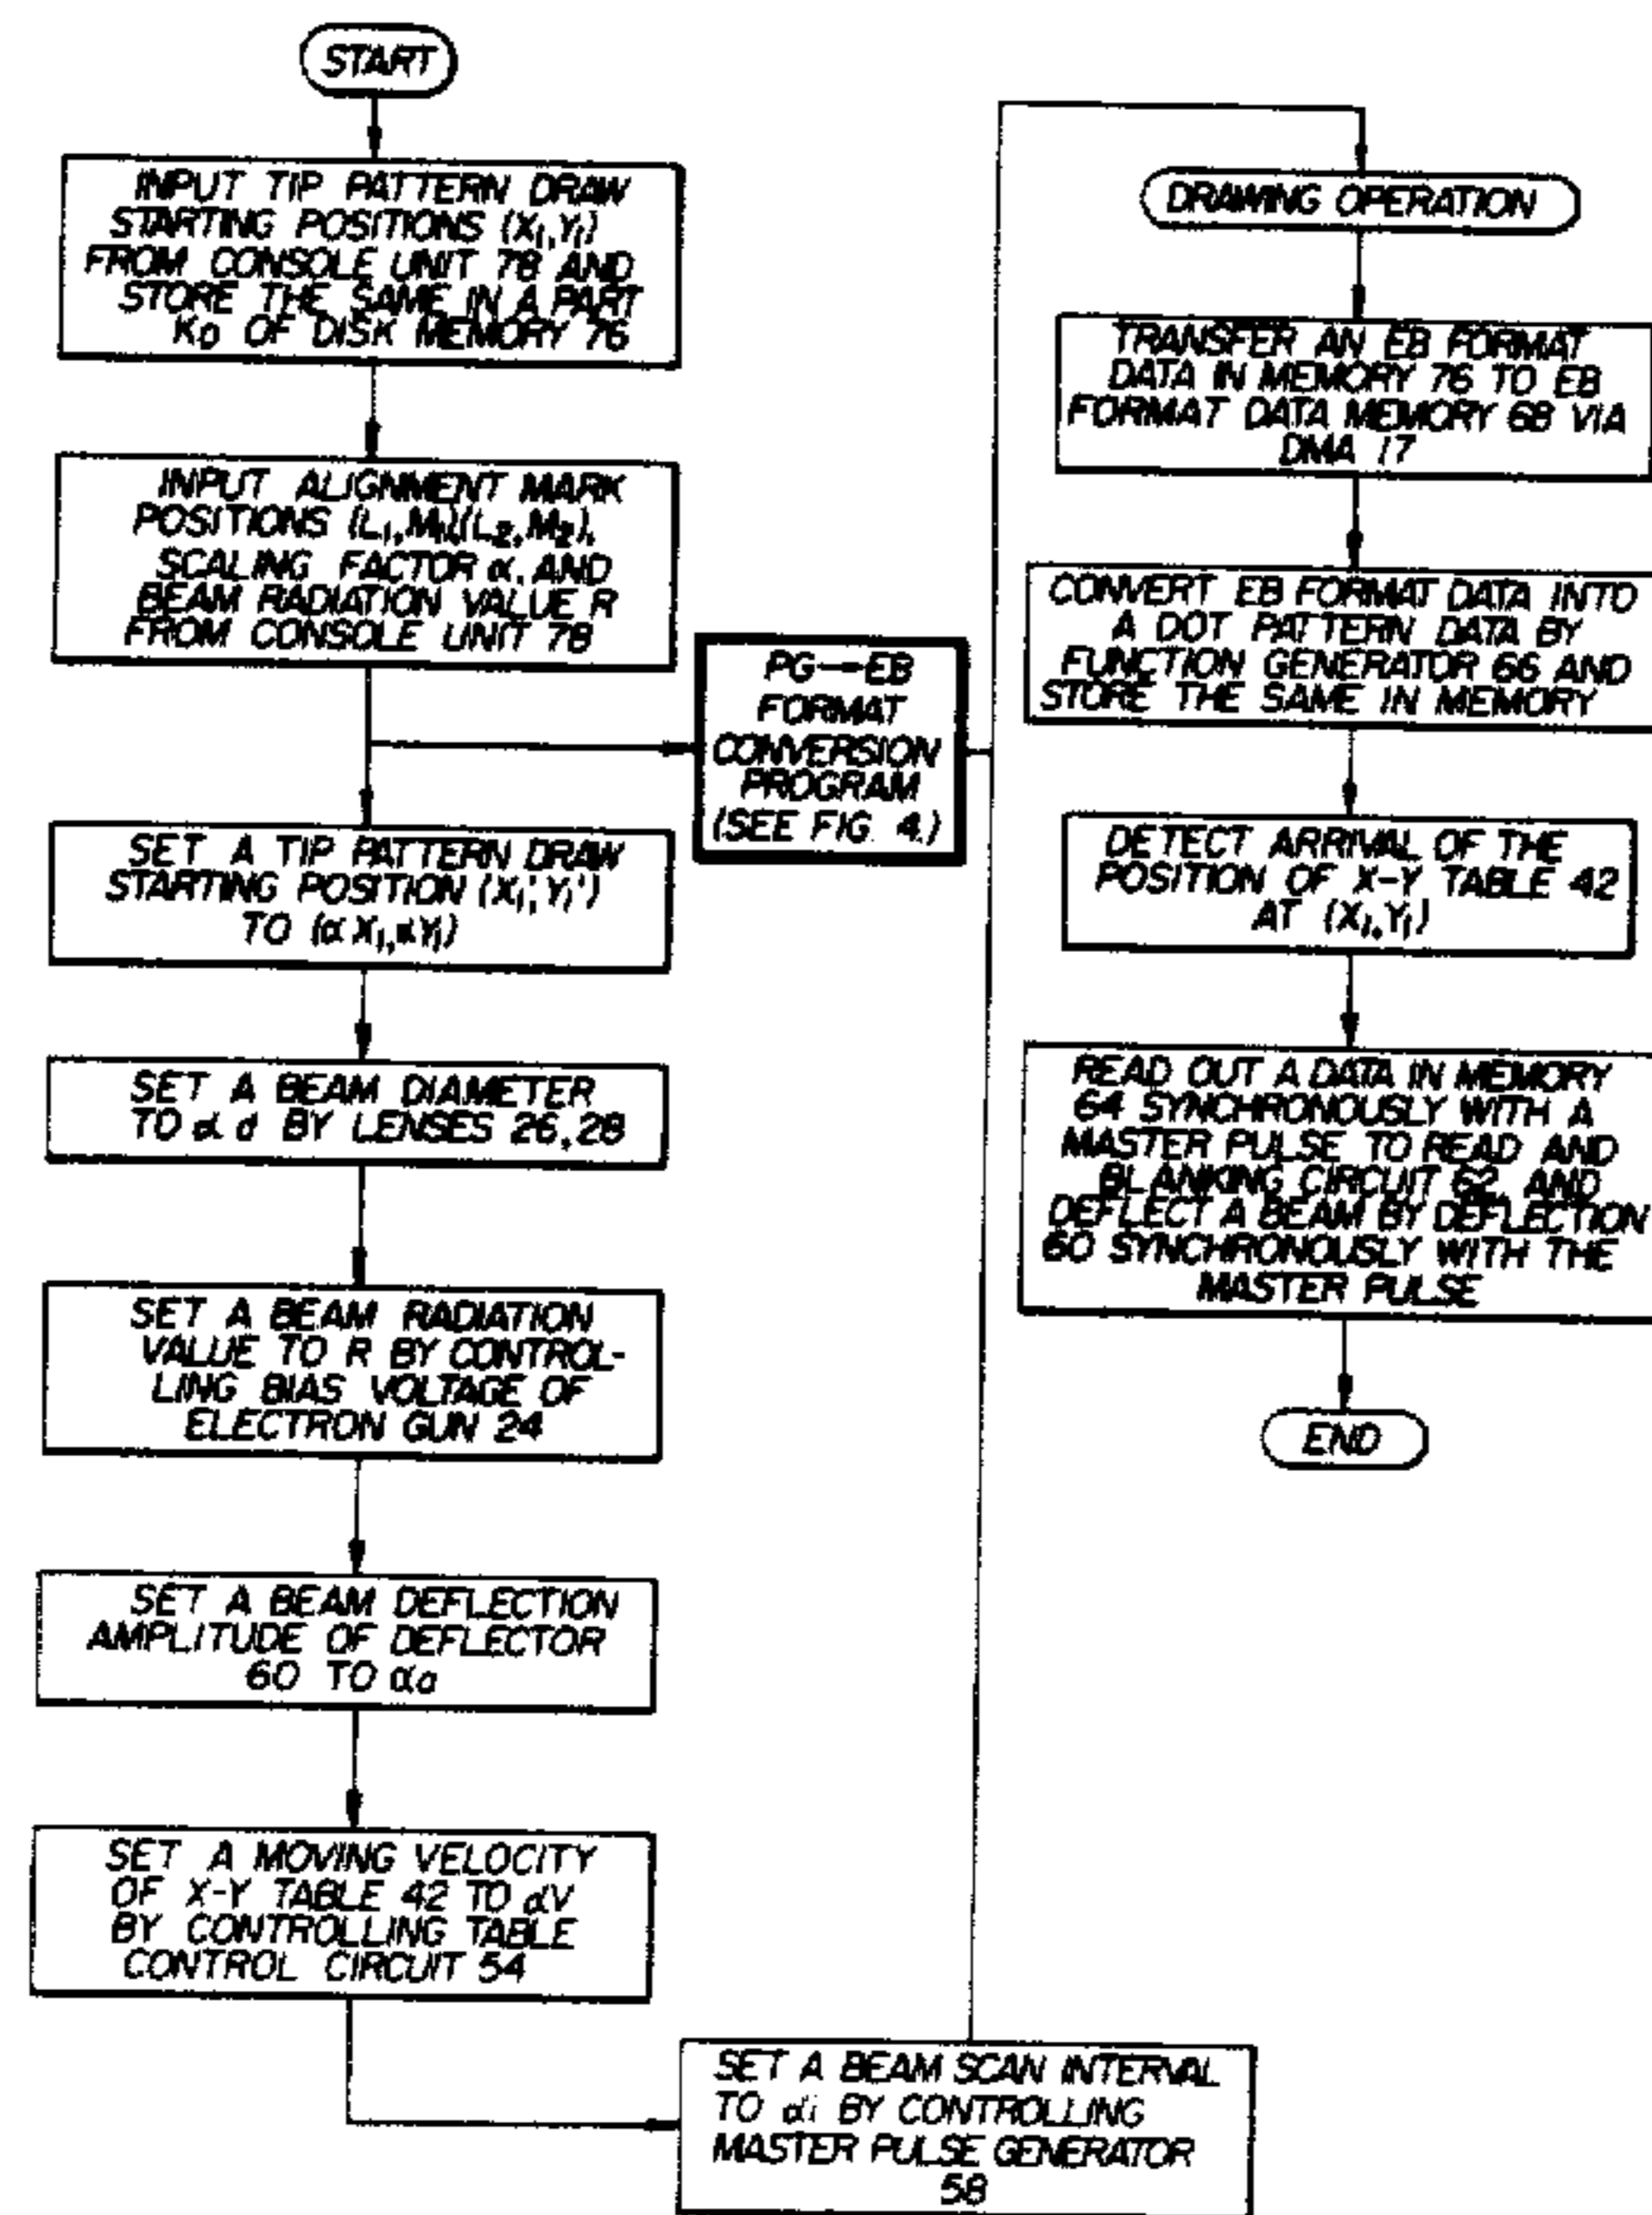 START
INPUT TIP PATTERN DRAW
STARTING POSITIONS (Xi,Yi)
FROM CONSOLE UNIT 78 AND
STORE THE SAME IN A PART
K0 OF DISK MEMORY 76
INPUT ALIGNMENT MARK
POSITIONS (L1,M1)(L2,M2),
SCALING FACTOR α, AND
BEAM RADIATION VALUE R
FROM CONSOLE UNIT 78
PG→EB
FORMAT
CONVERSION
PROGRAM
(SEE FIG. 4.)
SET A TIP PATTERN DRAW
STARTING POSITION (Xi',Yi')
TO (αXi,αYi)
SET A BEAM DIAMETER
TO αd BY LENSES 26,28
SET A BEAM RADIATION
VALUE TO R BY CONTROL-
LING BIAS VOLTAGE OF
ELECTRON GUN 24
SET A BEAM DEFLECTION
AMPLITUDE OF DEFLECTOR
60 TO αa
SET A MOVING VELOCITY
OF X-Y TABLE 42 TO αV
BY CONTROLLING TABLE
CONTROL CIRCUIT 54
SET A BEAM SCAN INTERVAL
TO αi BY CONTROLLING
MASTER PULSE GENERATOR
58
DRAWING OPERATION
TRANSFER AN EB FORMAT
DATA IN MEMORY 76 TO EB
FORMAT DATA MEMORY 68 VIA
DMA 17
CONVERT EB FORMAT DATA INTO
A DOT PATTERN DATA BY
FUNCTION GENERATOR 66 AND
STORE THE SAME IN MEMORY
DETECT ARRIVAL OF THE
POSITION OF X-Y TABLE 42
AT (Xi,Yi)
READ OUT A DATA IN MEMORY
64 SYNCHRONOUSLY WITH A
MASTER PULSE TO READ AND
BLANKING CIRCUIT 62, AND
DEFLECT A BEAM BY DEFLECTION
60 SYNCHRONOUSLY WITH THE
MASTER PULSE
END